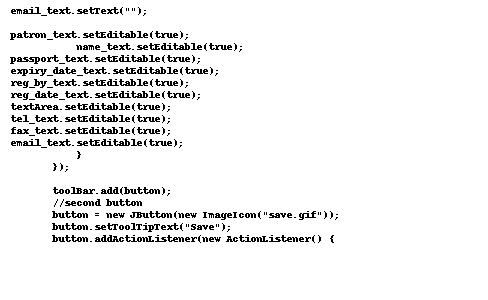 email_text.setText("");
patron_text.setEditable(true);
name_text.setEditable(true);
passport_text.setEditable(true);
expiry_date_text.setEditable(true);
reg_by_text.setEditable(true);
reg_date_text.setEditable(true);
textArea.setEditable(true);
tel_text.setEditable(true);
fax_text.setEditable(true);
email_text.setEditable(true);
}
});
toolBar.add(button);
//second button
button = new JButton(new ImageIcon("save.gif"));
button.setToolTipText("Save");
button.addActionListener(new ActionListener() {